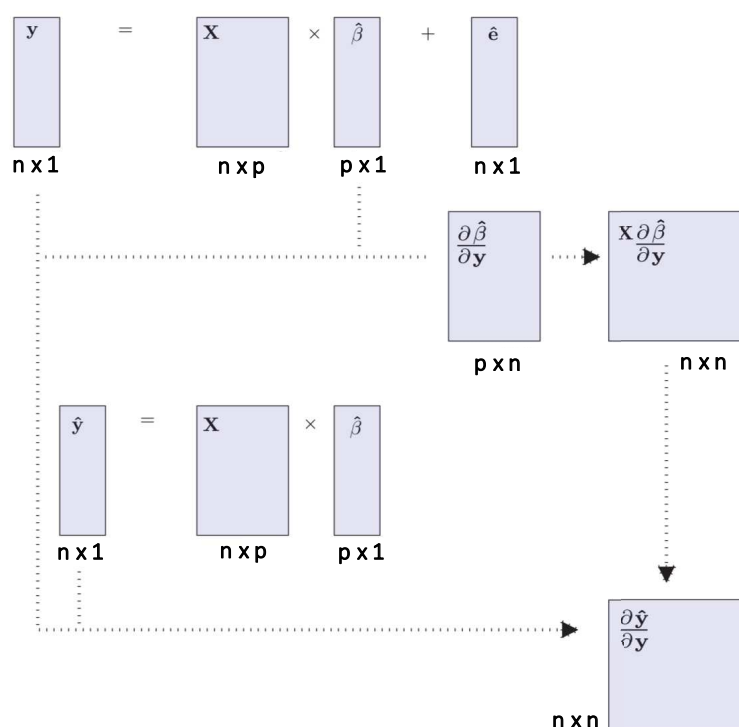 y = X × β̂ + ê
n x 1 n x p p x 1 n x 1
∂β̂/∂y X ∂β̂/∂y
p x n n x n
ŷ = X × β̂
n x 1 n x p p x 1
∂ŷ/∂y
n x n